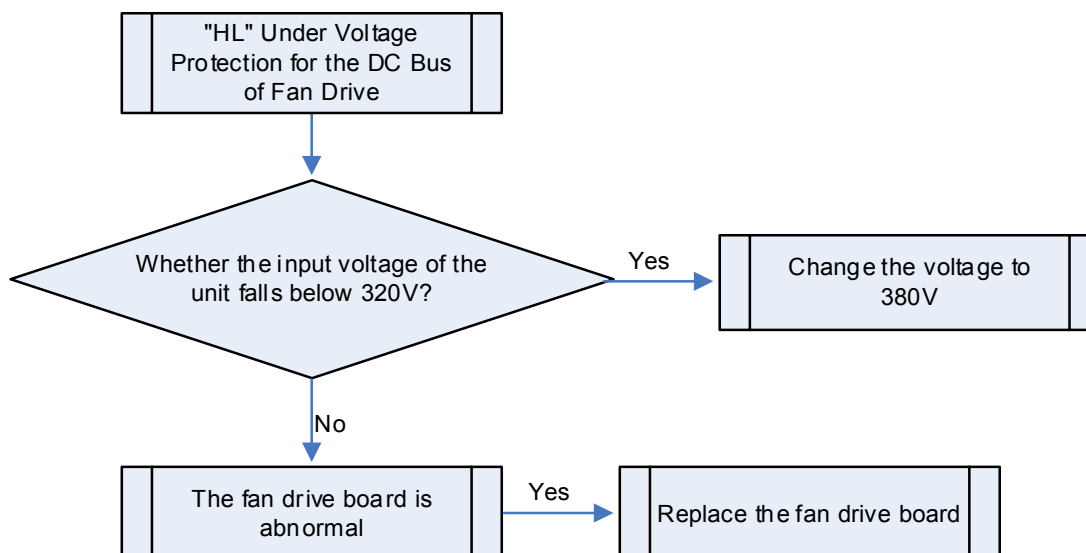 "HL" Under Voltage
Protection for the DC Bus
of Fan Drive
Whether the input voltage of the
unit falls below 320V?
Yes
Change the voltage to
380V
No
The fan drive board is
abnormal
Yes
Replace the fan drive board